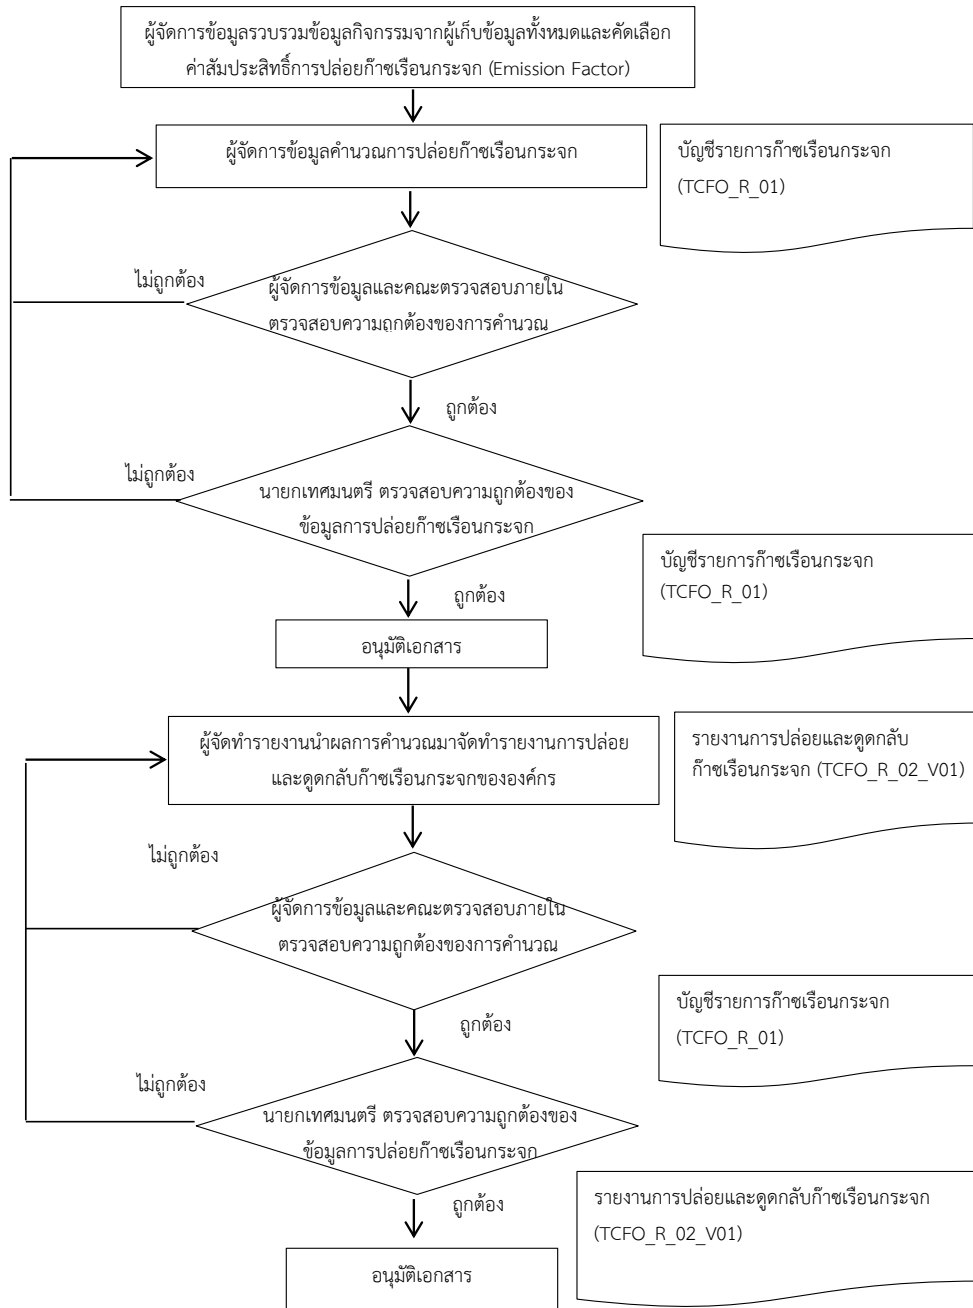 ผู้จัดการข้อมูลรวบรวมข้อมูลกิจกรรมจากผู้เก็บข้อมูลทั้งหมดและคัดเลือก
ค่าสัมประสิทธิ์การปล่อยก๊าซเรือนกระจก (Emission Factor)
ผู้จัดการข้อมูลคำนวณการปล่อยก๊าซเรือนกระจก
บัญชีรายการก๊าซเรือนกระจก
(TCFO_R_01)
ไม่ถูกต้อง
ผู้จัดการข้อมูลและคณะตรวจสอบภายใน
ตรวจสอบความถูกต้องของการคำนวณ
ถูกต้อง
ไม่ถูกต้อง
นายกเทศมนตรี ตรวจสอบความถูกต้องของ
ข้อมูลการปล่อยก๊าซเรือนกระจก
บัญชีรายการก๊าซเรือนกระจก
(TCFO_R_01)
ถูกต้อง
อนุมัติเอกสาร
ผู้จัดทำรายงานนำผลการคำนวณมาจัดทำรายงานการปล่อย
และดูดกลับก๊าซเรือนกระจกขององค์กร
รายงานการปล่อยและดูดกลับ
ก๊าซเรือนกระจก (TCFO_R_02_V01)
ไม่ถูกต้อง
ผู้จัดการข้อมูลและคณะตรวจสอบภายใน
ตรวจสอบความถูกต้องของการคำนวณ
บัญชีรายการก๊าซเรือนกระจก
(TCFO_R_01)
ถูกต้อง
ไม่ถูกต้อง
นายกเทศมนตรี ตรวจสอบความถูกต้องของ
ข้อมูลการปล่อยก๊าซเรือนกระจก
รายงานการปล่อยและดูดกลับก๊าซเรือนกระจก
(TCFO_R_02_V01)
ถูกต้อง
อนุมัติเอกสาร